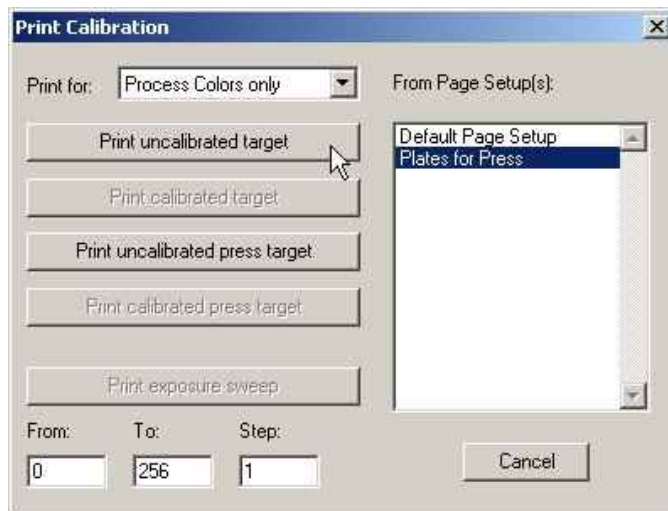 Print Calibration
Print for: Process Colors only
From Page Setup(s):
Print uncalibrated target
Default Page Setup
Plates for Press
Print calibrated target
Print uncalibrated press target
Print calibrated press target
Print exposure sweep
From: To: Step:
0 256 1
Cancel